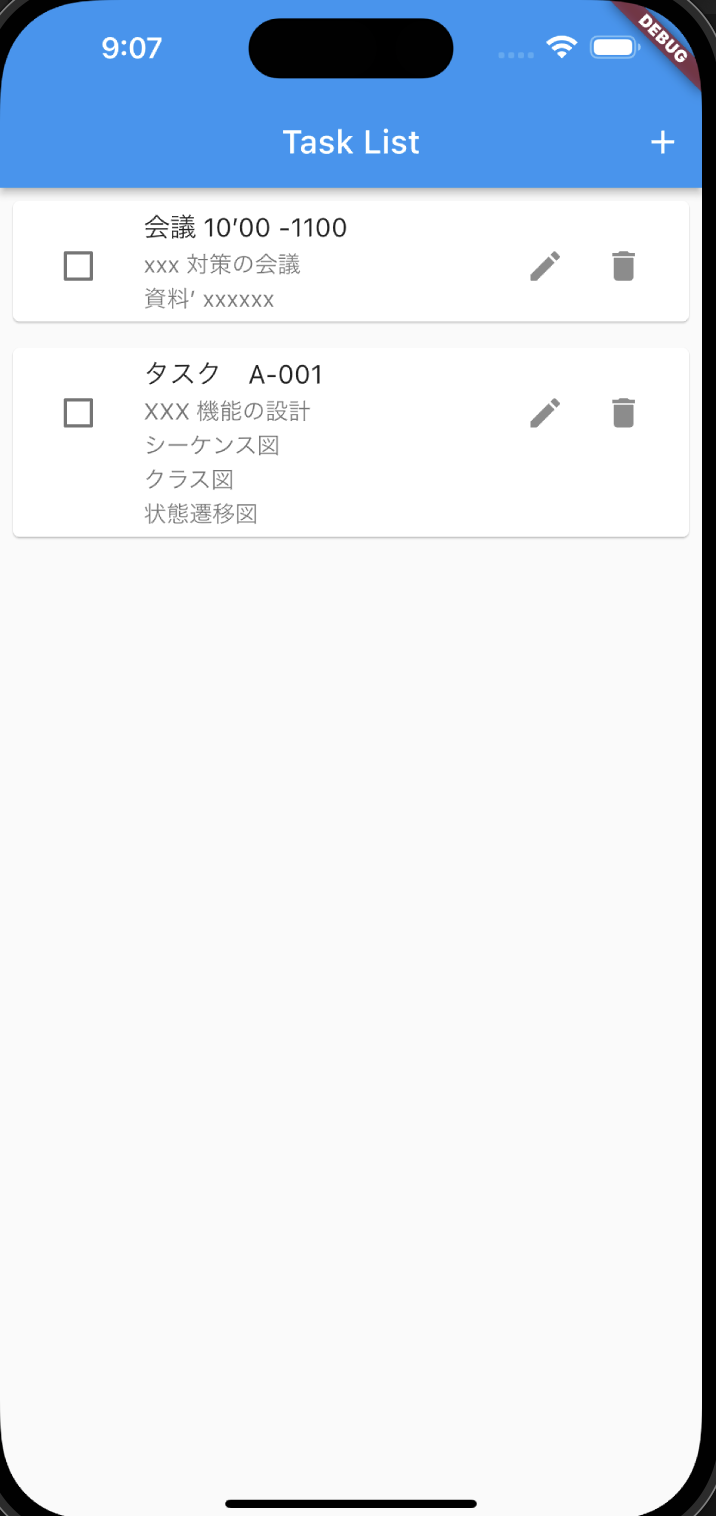 9:07
DEBUG
Task List
会議 10’00 -1100
xxx 対策の会議
資料’ xxxxxx
タスク　A-001
XXX 機能の設計
シーケンス図
クラス図
状態遷移図